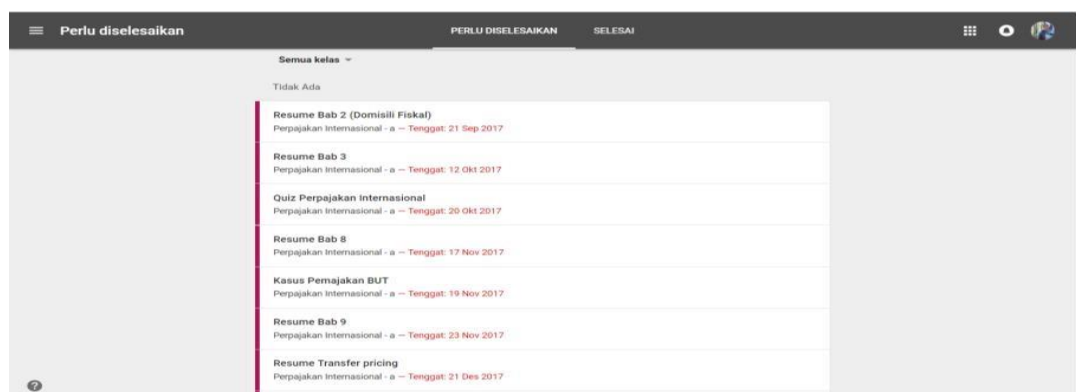 Perlu diselesaikan
PERLU DISELESAIKAN
SELESAI
Semua kelas
Tidak Ada
Resume Bab 2 (Domisili Fiskal)
Perpajakan Internasional - a — Tenggat: 21 Sep 2017
Resume Bab 3
Perpajakan Internasional - a — Tenggat: 12 Okt 2017
Quiz Perpajakan Internasional
Perpajakan Internasional - a — Tenggat: 20 Okt 2017
Resume Bab 8
Perpajakan Internasional - a — Tenggat: 17 Nov 2017
Kasus Pemajakan BUT
Perpajakan Internasional - a — Tenggat: 19 Nov 2017
Resume Bab 9
Perpajakan Internasional - a — Tenggat: 23 Nov 2017
Resume Transfer pricing
Perpajakan Internasional - a — Tenggat: 21 Des 2017